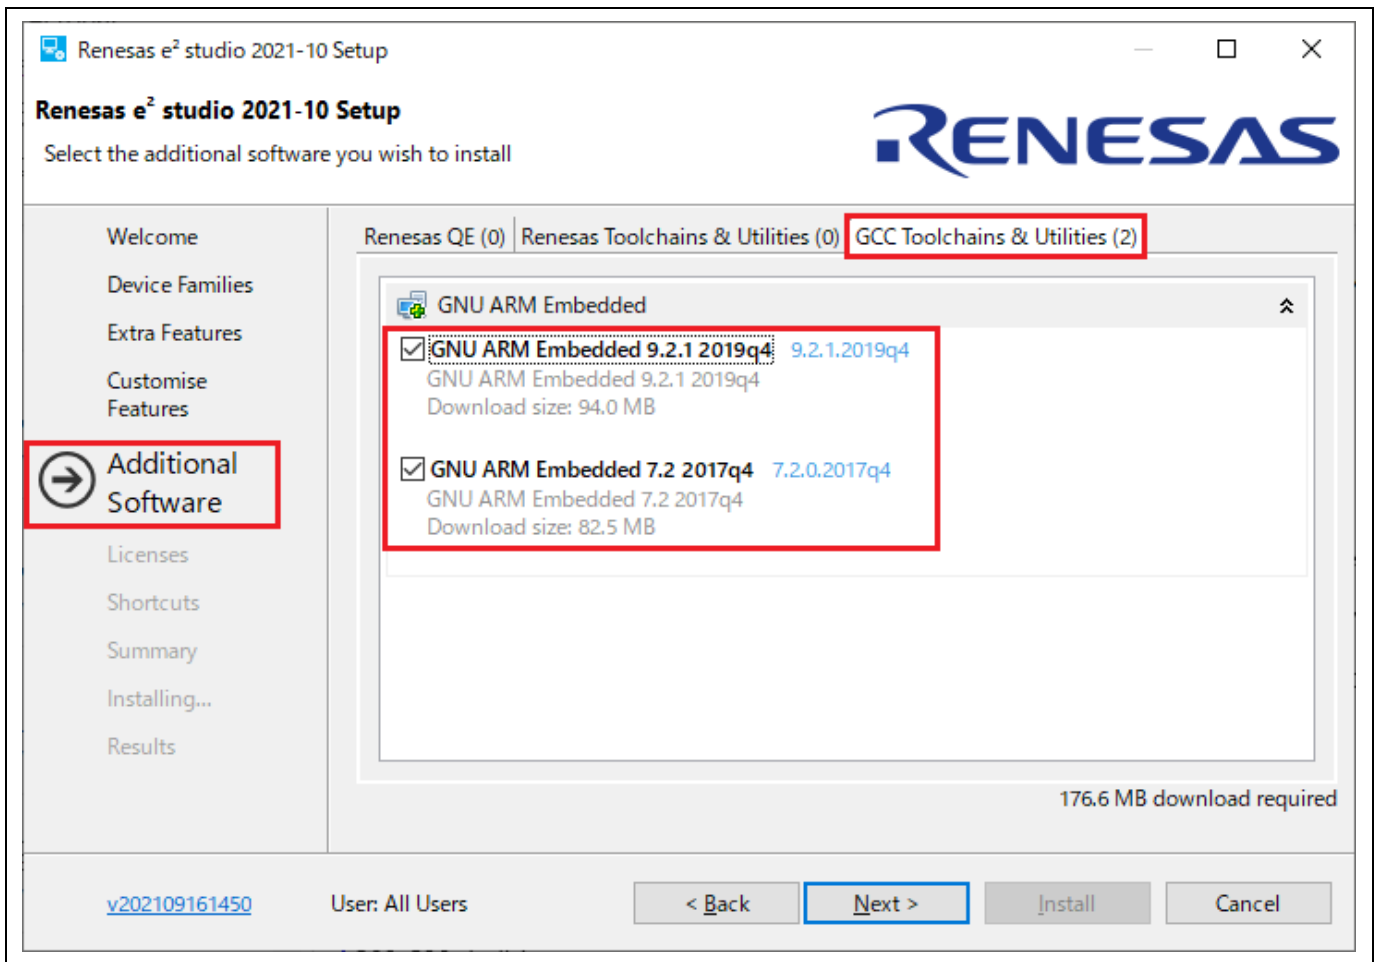 Renesas e² studio 2021-10 Setup
Renesas e² studio 2021-10 Setup
Select the additional software you wish to install
RENESAS
Welcome
Device Families
Extra Features
Customise
Features
Additional
Software
Licenses
Shortcuts
Summary
Installing...
Results
Renesas QE (0) Renesas Toolchains & Utilities (0) GCC Toolchains & Utilities (2)
GNU ARM Embedded
GNU ARM Embedded 9.2.1 2019q4 9.2.1.2019q4
GNU ARM Embedded 9.2.1 2019q4
Download size: 94.0 MB
GNU ARM Embedded 7.2 2017q4 7.2.0.2017q4
GNU ARM Embedded 7.2 2017q4
Download size: 82.5 MB
176.6 MB download required
v202109161450 User: All Users < Back Next > Install Cancel